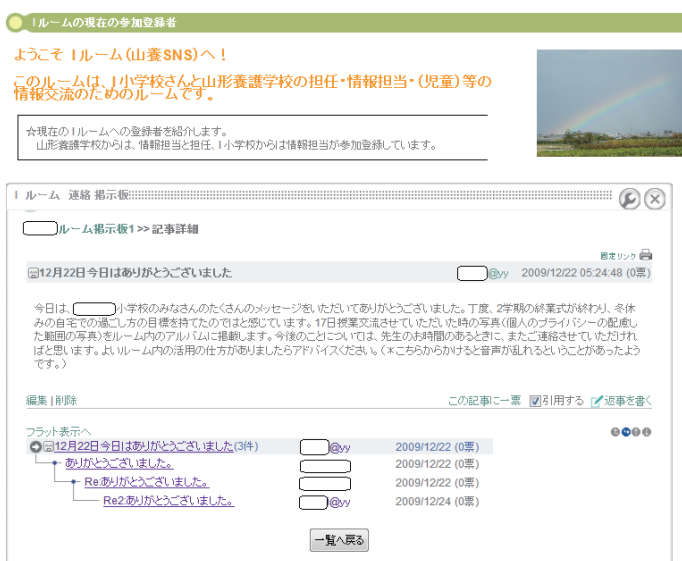 Iルームの現在の参加登録者
ようこそ Iルーム(山養SNS)へ!
このルームは、I小学校さんと山形養護学校の担任・情報担当・(児童)等の
情報交流のためのルームです。
☆現在のIルームへの登録者を紹介します。
山形養護学校からは、情報担当と担任、I小学校からは情報担当が参加登録しています。
I ルーム 連絡 掲示板
ルーム掲示板1 >> 記事詳細
固定リンク
12月22日今日はありがとうございました
@yy 2009/12/22 05:24:48 (0票)
今日は、小学校のみなさんのたくさんのメッセージをいただいてありがとうございました。丁度、2学期の終業式が終わり、冬休
みの自宅での過ごし方の目標を持てたのではと感じています。17日授業交流させていただいた時の写真(個人のプライバシーの配慮し
た範囲の写真)をルーム内のアルバムに掲載します。今後のことについては、先生のお時間のあるときに、またご連絡させていただけれ
ばと思います。よいルーム内の活用の仕方がありましたらアドバイスください。(*こちらからかけると音声が乱れるということがあったよう
です。)
編集 | 削除
この記事に一票 引用する 返事を書く
フラット表示へ
12月22日今日はありがとうございました(3件) @yy 2009/12/22 (0票)
ありがとうございました。 2009/12/22 (0票)
Re:ありがとうございました。 2009/12/22 (0票)
Re2:ありがとうございました。 @yy 2009/12/24 (0票)
一覧へ戻る